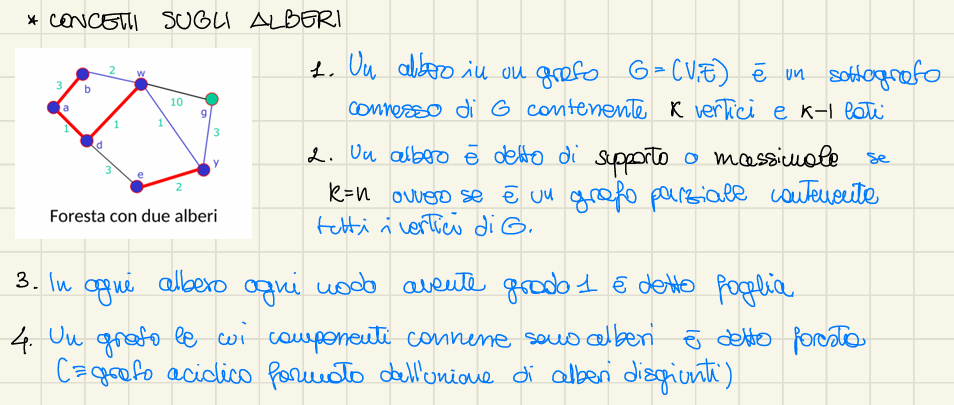 * CONCETTI SUGLI ALBERI
3 2 w
b 10
a 1 g
1 1 d 3
3 y
e 2
Foresta con due alberi
1. Un albero in un grafo G=(V,E) è un sottografo
connesso di G contenente k vertici e k-1 lati
2. Un albero è detto di supporto o massimale se
k=n ovvero se è un grafo parziale contenente
tutti i vertici di G.
3. In ogni albero ogni nodo avente grado 1 è detto foglia
4. Un grafo le cui componenti connesse sono alberi è detto foresta
(≡grafo aciclico formato dall'unione di alberi disgiunti)